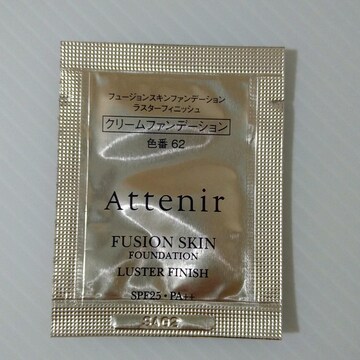 フュージョンスキンファンデーション
ラスターフィニッシュ
クリームファンデーション
色番 62
Attenir
FUSION SKIN
FOUNDATION
LUSTER FINISH
SPF25・PA++